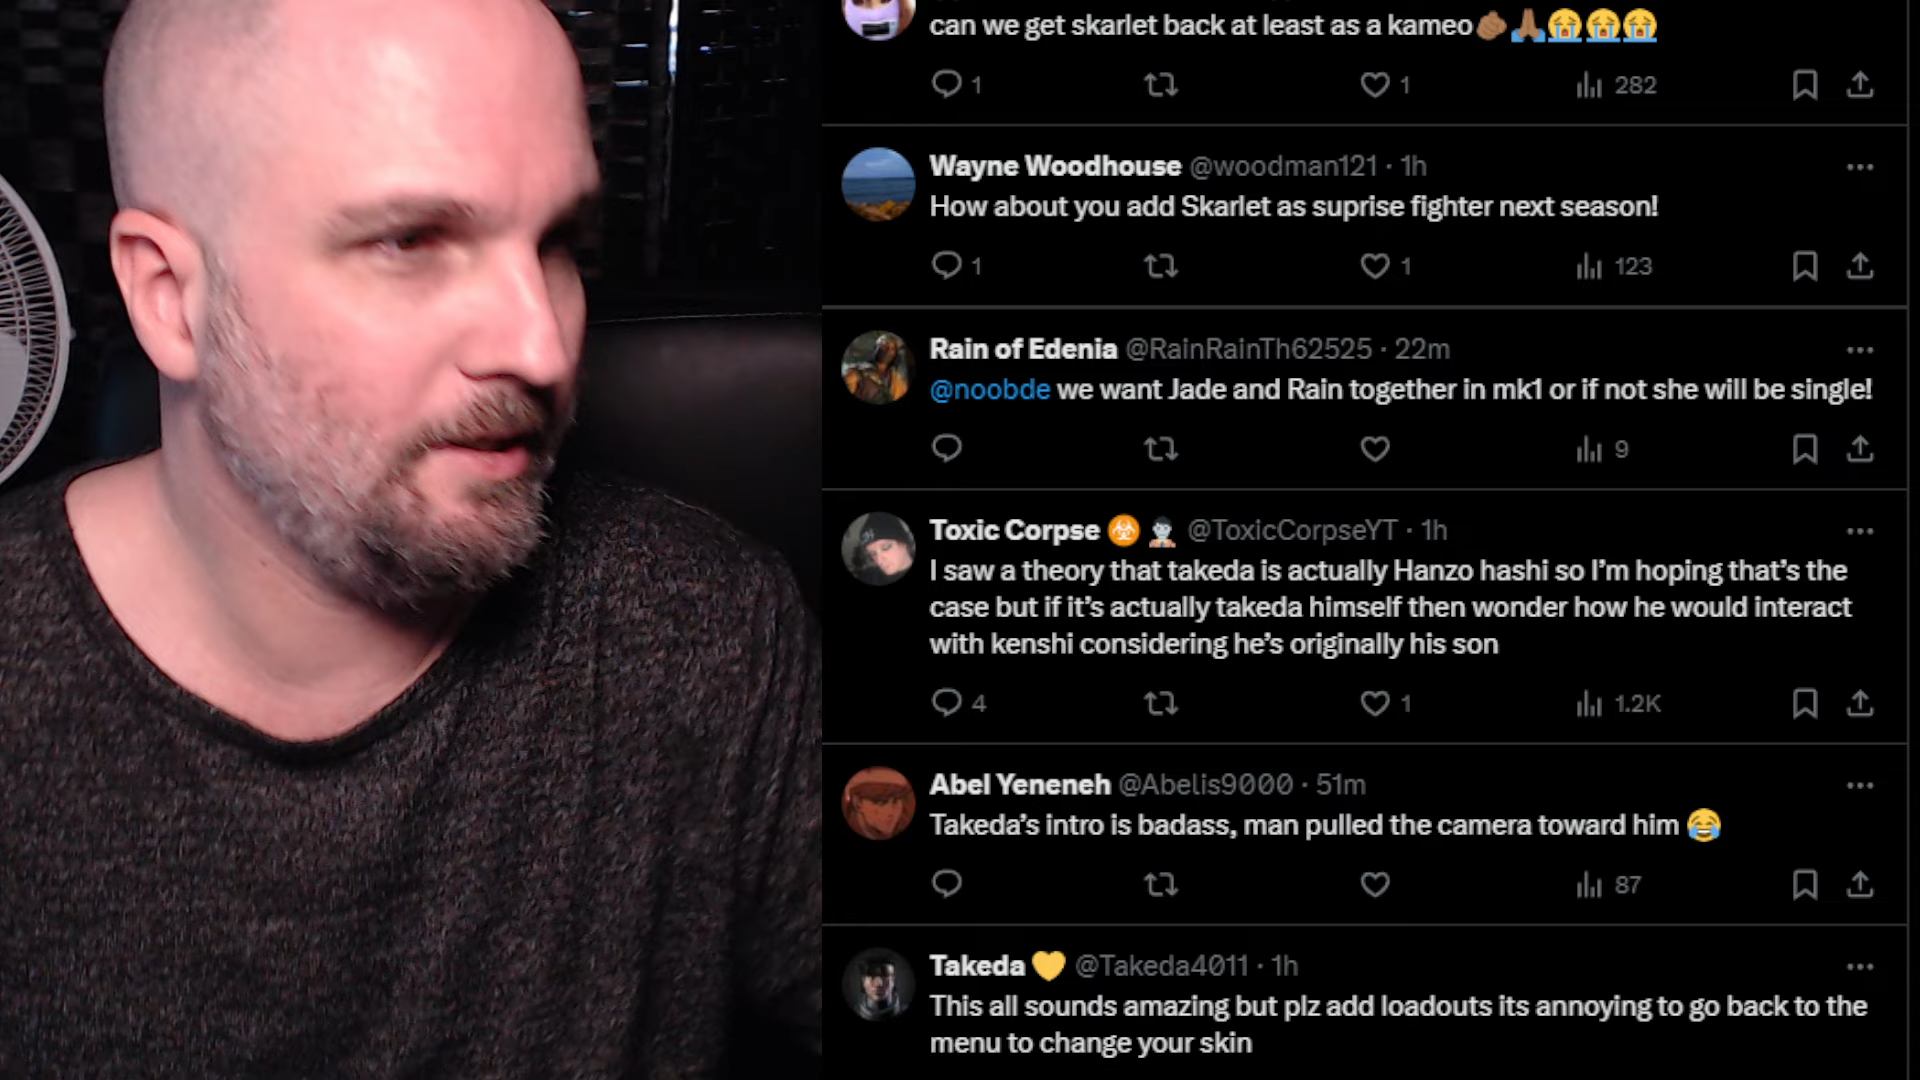 can we get skarlet back at least as a kameo🫵🏽🙏🏽😭😭😭
1 1 282
Wayne Woodhouse @woodman121 · 1h
How about you add Skarlet as suprise fighter next season!
1 1 123
Rain of Edenia @RainRainTh62525 · 22m
@noobde we want Jade and Rain together in mk1 or if not she will be single!
9
Toxic Corpse ☣️🧛🏻 @ToxicCorpseYT · 1h
I saw a theory that takeda is actually Hanzo hashi so I’m hoping that’s the
case but if it’s actually takeda himself then wonder how he would interact
with kenshi considering he’s originally his son
4 1 1.2K
Abel Yeneneh @Abelis9000 · 51m
Takeda’s intro is badass, man pulled the camera toward him 😂
87
Takeda 💛 @Takeda4011 · 1h
This all sounds amazing but plz add loadouts its annoying to go back to the
menu to change your skin